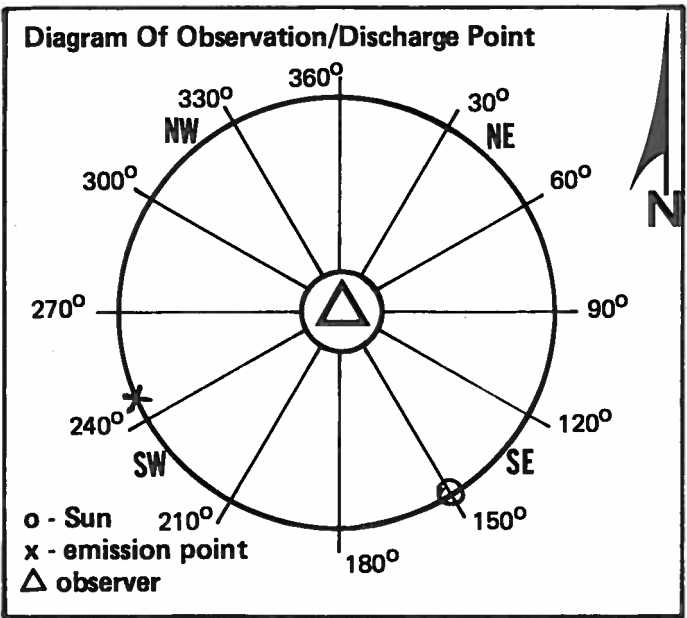 Diagram Of Observation/Discharge Point
360°
330°
30°
NW
NE
300°
60°
N
270°
90°
240°
120°
SW
SE
o - Sun
210°
150°
x - emission point
180°
△ observer